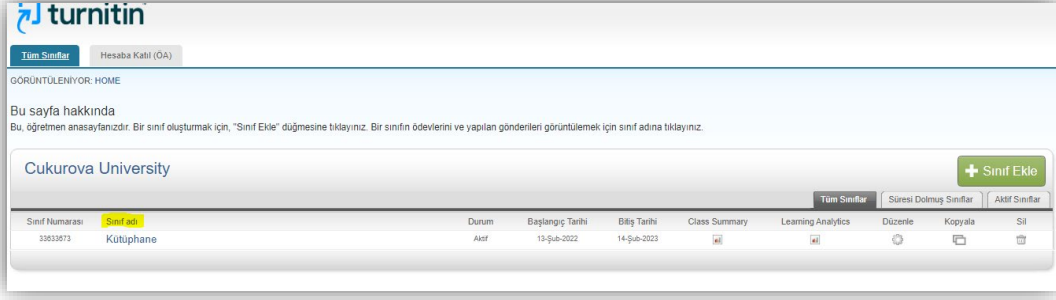 turnitin
Tüm Sınıflar Hesaba Katıl (ÖA)
GÖRÜNTÜLENİYOR: HOME
Bu sayfa hakkında
Bu, öğretmen anasayfanızdır. Bir sınıf oluşturmak için, "Sınıf Ekle" düğmesine tıklayınız. Bir sınıfın ödevlerini ve yapılan gönderileri görüntülemek için sınıf adına tıklayınız.
Cukurova University
+ Sınıf Ekle
Tüm Sınıflar Süresi Dolmuş Sınıflar Aktif Sınıflar
Sınıf Numarası Sınıf adı Durum Başlangıç Tarihi Bitiş Tarihi Class Summary Learning Analytics Düzenle Kopyala Sil
33633673 Kütüphane Aktif 13-Şub-2022 14-Şub-2023